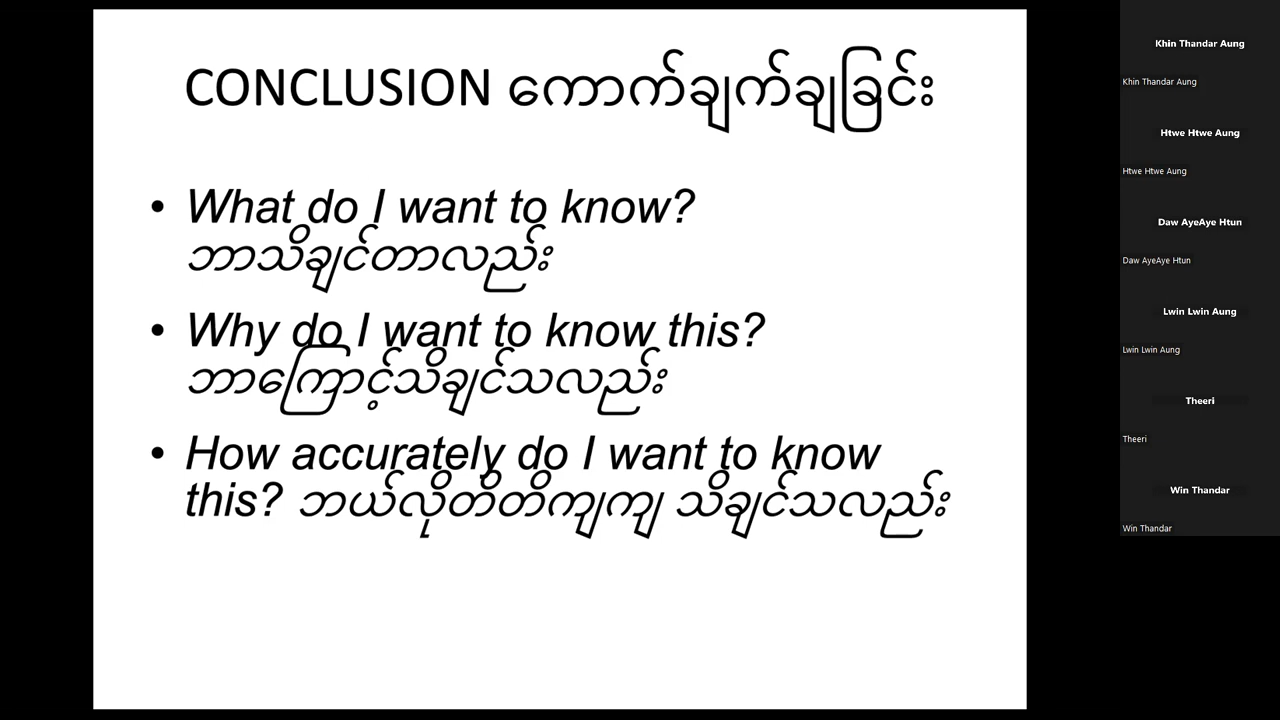 CONCLUSION ကောက်ချက်ချခြင်း
• What do I want to know?
ဘာသိချင်တာလည်း
• Why do I want to know this?
ဘာကြောင့်သိချင်သလည်း
• How accurately do I want to know
this? ဘယ်လိုတိတိကျကျ သိချင်သလည်း
Khin Thandar Aung
Khin Thandar Aung
Htwe Htwe Aung
Htwe Htwe Aung
Daw AyeAye Htun
Daw AyeAye Htun
Lwin Lwin Aung
Lwin Lwin Aung
Theeri
Theeri
Win Thandar
Win Thandar